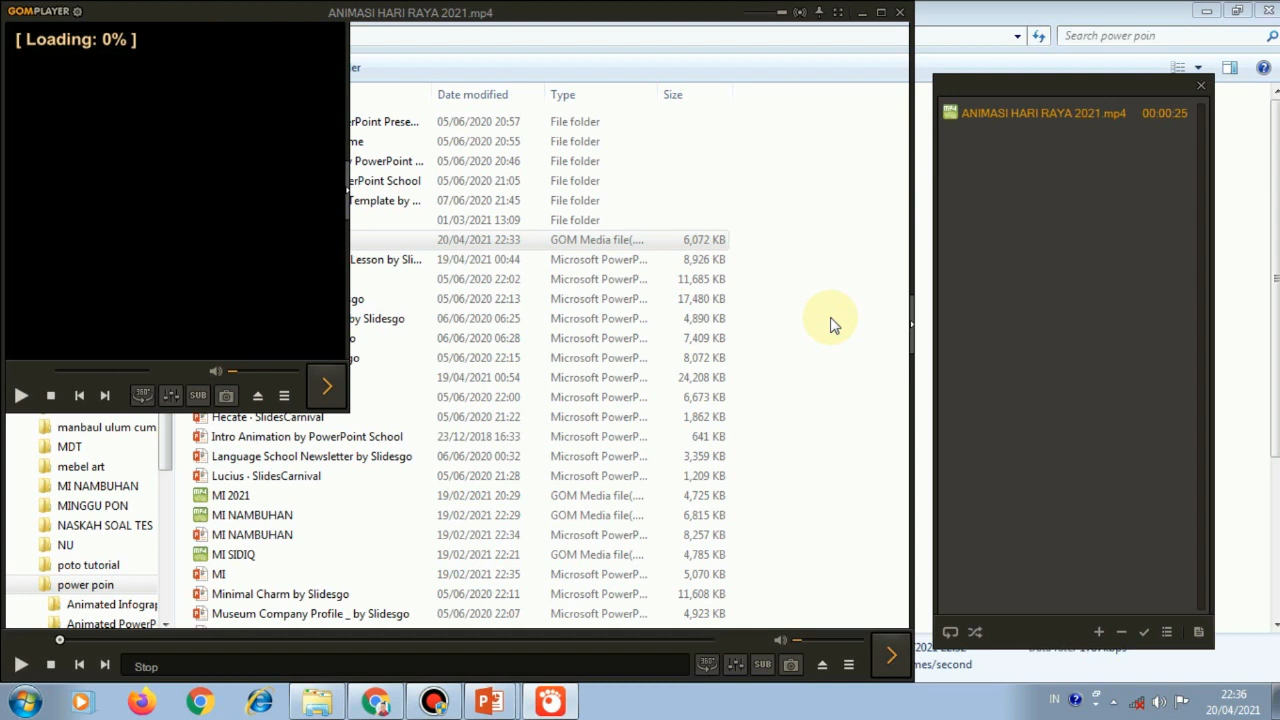 GOMPLAYER
ANIMASI HARI RAYA 2021.mp4
[ Loading: 0% ]
Search power poin
er
Date modified Type Size
ANIMASI HARI RAYA 2021.mp4 00:00:25
erPoint Prese... 05/06/2020 20:57 File folder
me 05/06/2020 20:55 File folder
y PowerPoint ... 05/06/2020 20:46 File folder
erPoint School 05/06/2020 21:05 File folder
Template by ... 07/06/2020 21:45 File folder
01/03/2021 13:09 File folder
20/04/2021 22:33 GOM Media file(.... 6,072 KB
Lesson by Sli... 19/04/2021 00:44 Microsoft PowerP... 8,926 KB
05/06/2020 22:02 Microsoft PowerP... 11,685 KB
sgo 05/06/2020 22:13 Microsoft PowerP... 17,480 KB
by Slidesgo 06/06/2020 06:25 Microsoft PowerP... 4,890 KB
o 06/06/2020 06:28 Microsoft PowerP... 7,409 KB
go 05/06/2020 22:15 Microsoft PowerP... 8,072 KB
19/04/2021 00:54 Microsoft PowerP... 24,208 KB
360°
SUB
05/06/2020 22:00 Microsoft PowerP... 6,673 KB
Hecate · SlidesCarnival 05/06/2020 21:22 Microsoft PowerP... 1,862 KB
Intro Animation by PowerPoint School 23/12/2018 16:33 Microsoft PowerP... 641 KB
Language School Newsletter by Slidesgo 06/06/2020 00:32 Microsoft PowerP... 3,359 KB
Lucius · SlidesCarnival 05/06/2020 21:28 Microsoft PowerP... 1,209 KB
MI 2021 19/02/2021 20:29 GOM Media file(.... 4,725 KB
MI NAMBUHAN 19/02/2021 22:29 GOM Media file(.... 6,815 KB
MI NAMBUHAN 19/02/2021 22:34 Microsoft PowerP... 8,257 KB
MI SIDIQ 19/02/2021 22:21 GOM Media file(.... 4,785 KB
MI 19/02/2021 22:35 Microsoft PowerP... 5,070 KB
Minimal Charm by Slidesgo 05/06/2020 22:11 Microsoft PowerP... 11,608 KB
Museum Company Profile _ by Slidesgo 05/06/2020 22:07 Microsoft PowerP... 4,923 KB
manbaul ulum cum
MDT
mebel art
MI NAMBUHAN
MINGGU PON
NASKAH SOAL TES
NU
poto tutorial
power poin
Animated Infogra
Animated PowerP
mes/second
Stop
360°
SUB
IN
22:36
20/04/2021